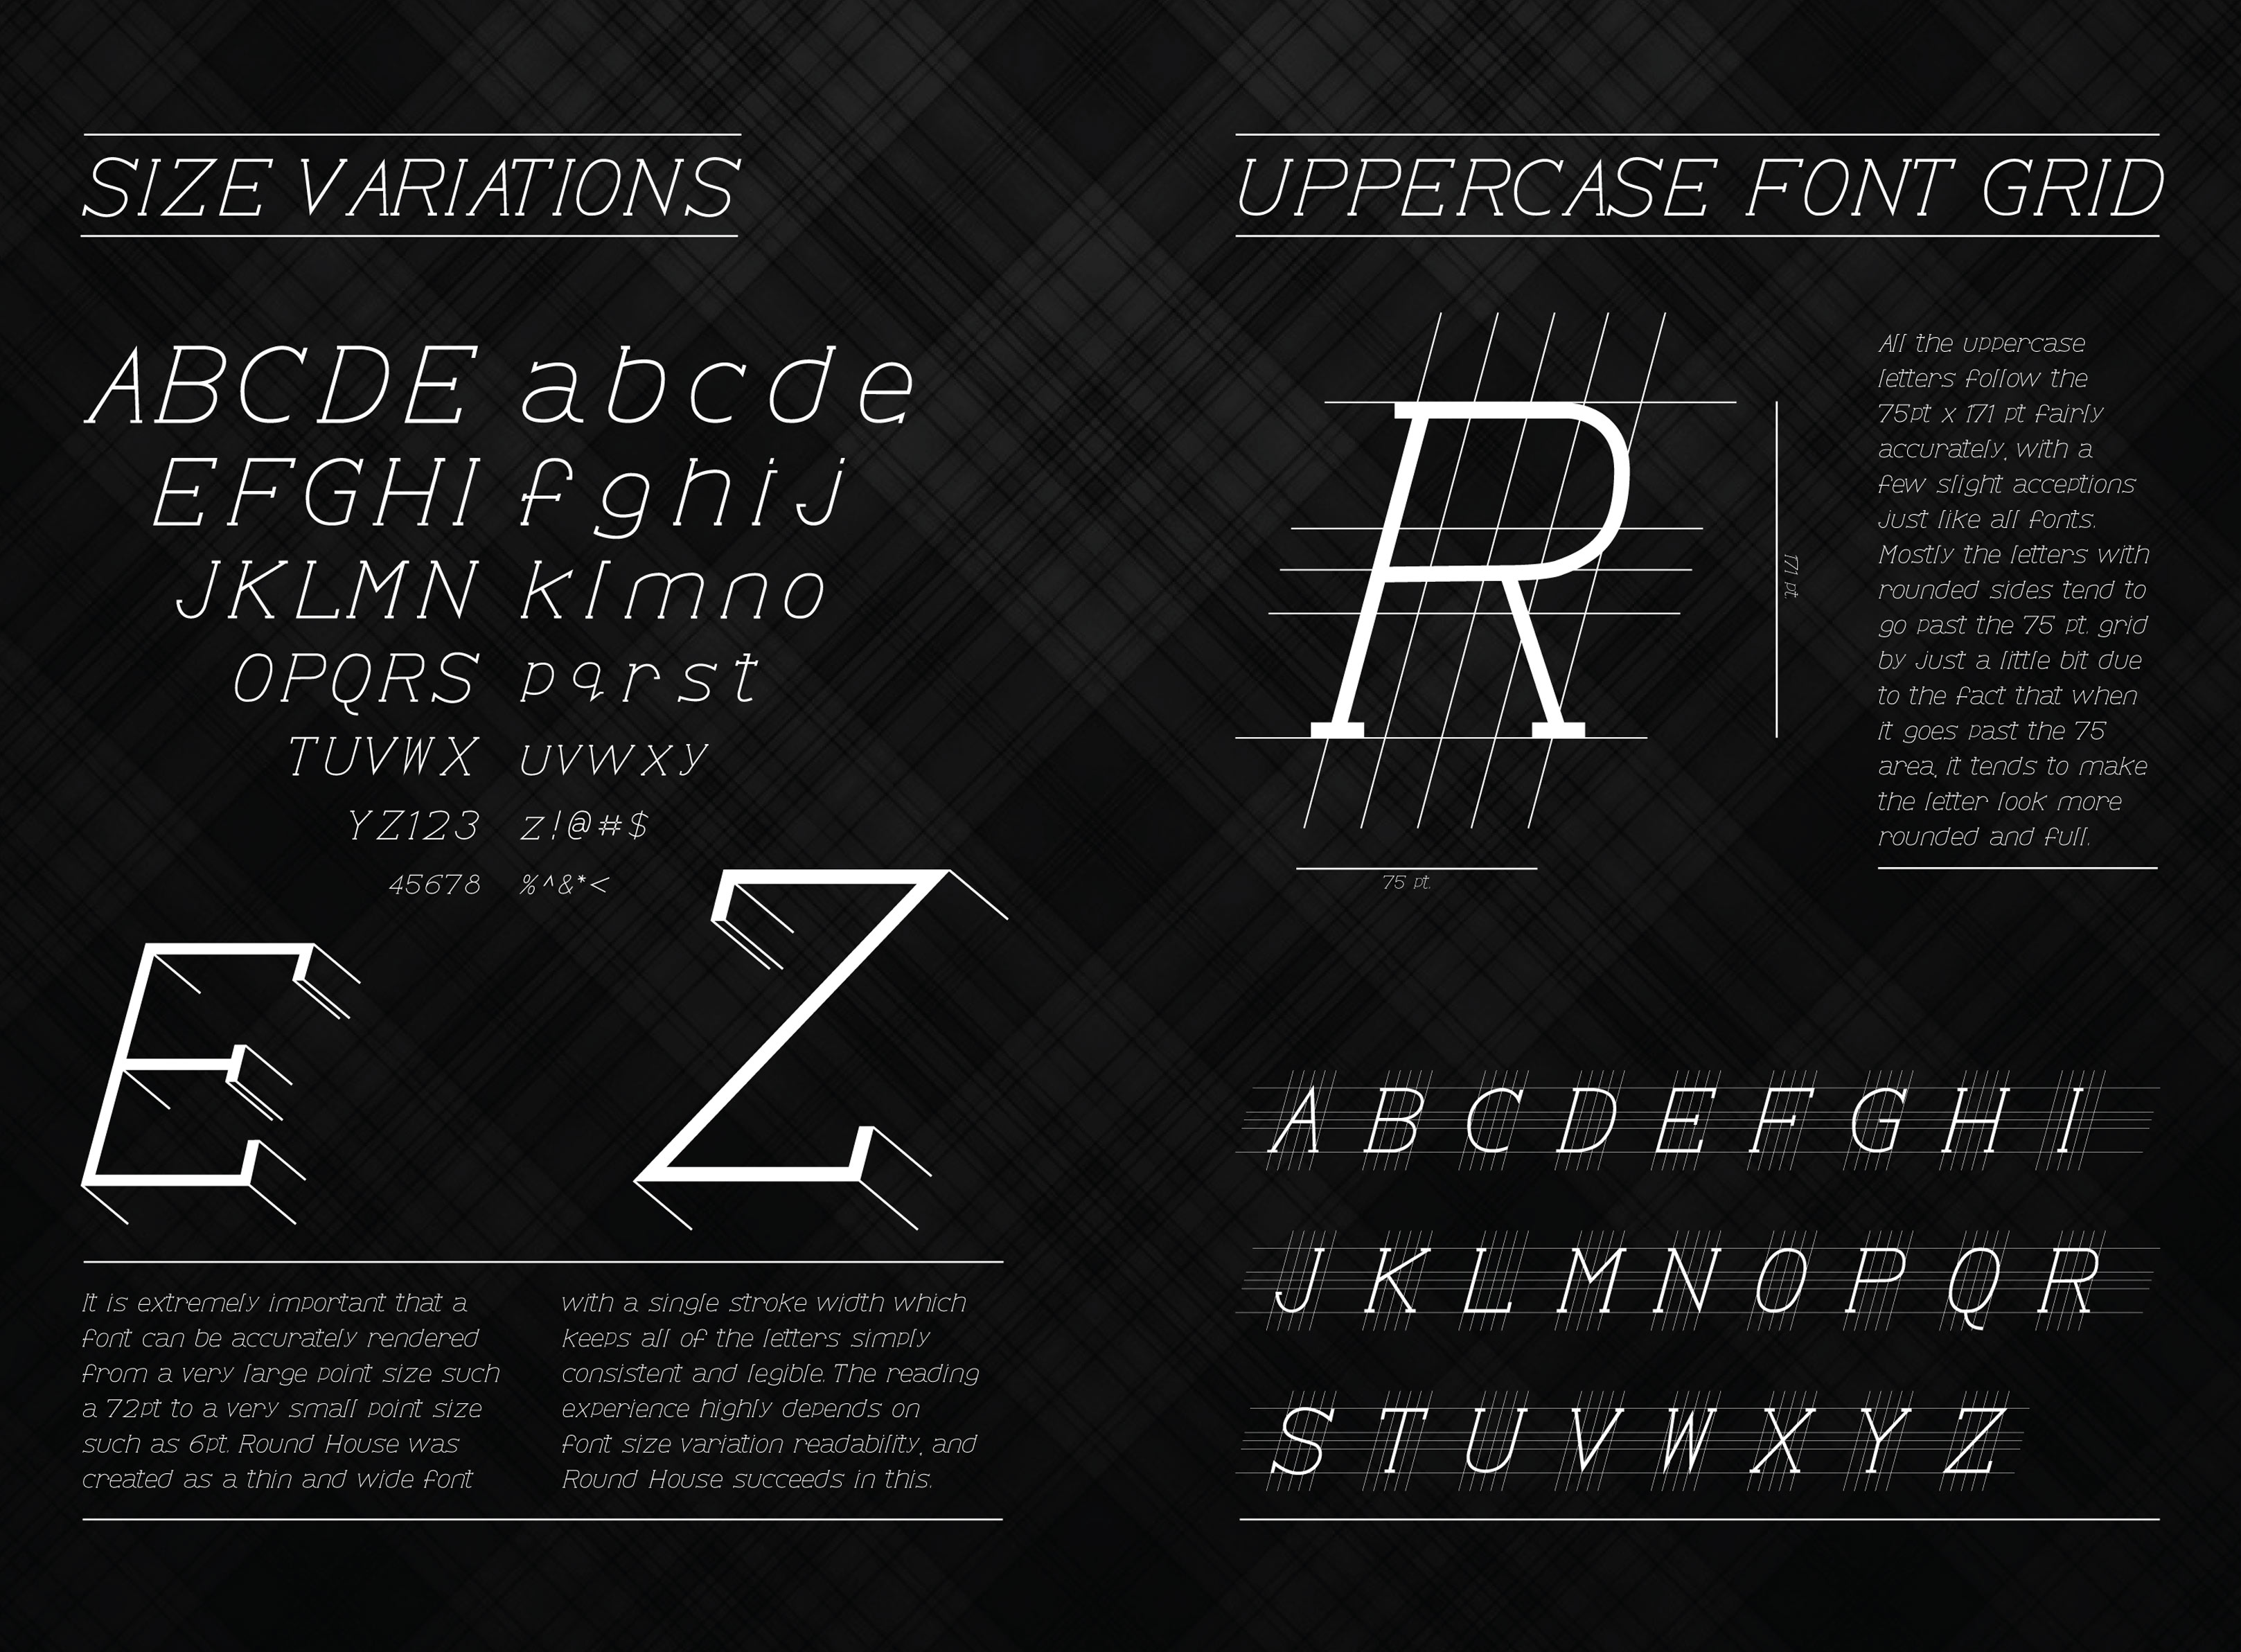 SIZE VARIATIONS
ABCDE abcde
EFGHI fghij
JKLMN klmno
OPQRS pqrst
TUVWX uvwxy
YZ123 z!@#$
45678 %^&*<
E
Z
It is extremely important that a
font can be accurately rendered
from a very large point size such
a 72pt to a very small point size
such as 6pt. Round House was
created as a thin and wide font
with a single stroke width which
keeps all of the letters simply
consistent and legible. The reading
experience highly depends on
font size variation readability, and
Round House succeeds in this.
UPPERCASE FONT GRID
R
171 pt.
75 pt.
All the uppercase
letters follow the
75pt x 171 pt fairly
accurately, with a
few slight acceptions
just like all fonts.
Mostly the letters with
rounded sides tend to
go past the 75 pt. grid
by just a little bit due
to the fact that when
it goes past the 75
area, it tends to make
the letter look more
rounded and full.
A B C D E F G H I
J K L M N O P Q R
S T U V W X Y Z